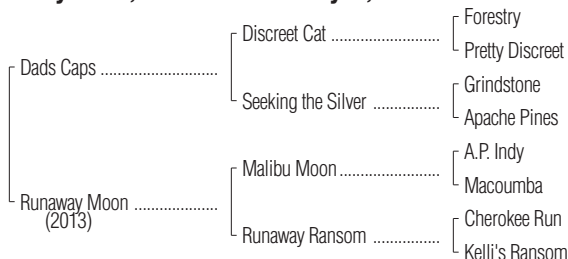 Discreet Cat ....................
Forestry
Pretty Discreet
Dads Caps ...........................
Seeking the Silver ................
Grindstone
Apache Pines
Malibu Moon ..................
A.P. Indy
Macoumba
Runaway Moon ...................
(2013)
Runaway Ransom ................
Cherokee Run
Kelli's Ransom